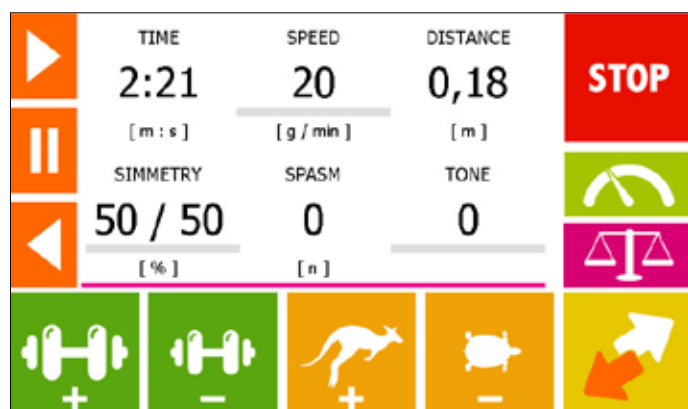 TIME SPEED DISTANCE STOP
2:21 20 0,18
[ m : s ] [ g / min ] [ m ]
SIMMETRY SPASM TONE
50 / 50 0 0
[ % ] [ n ]
+ − + −